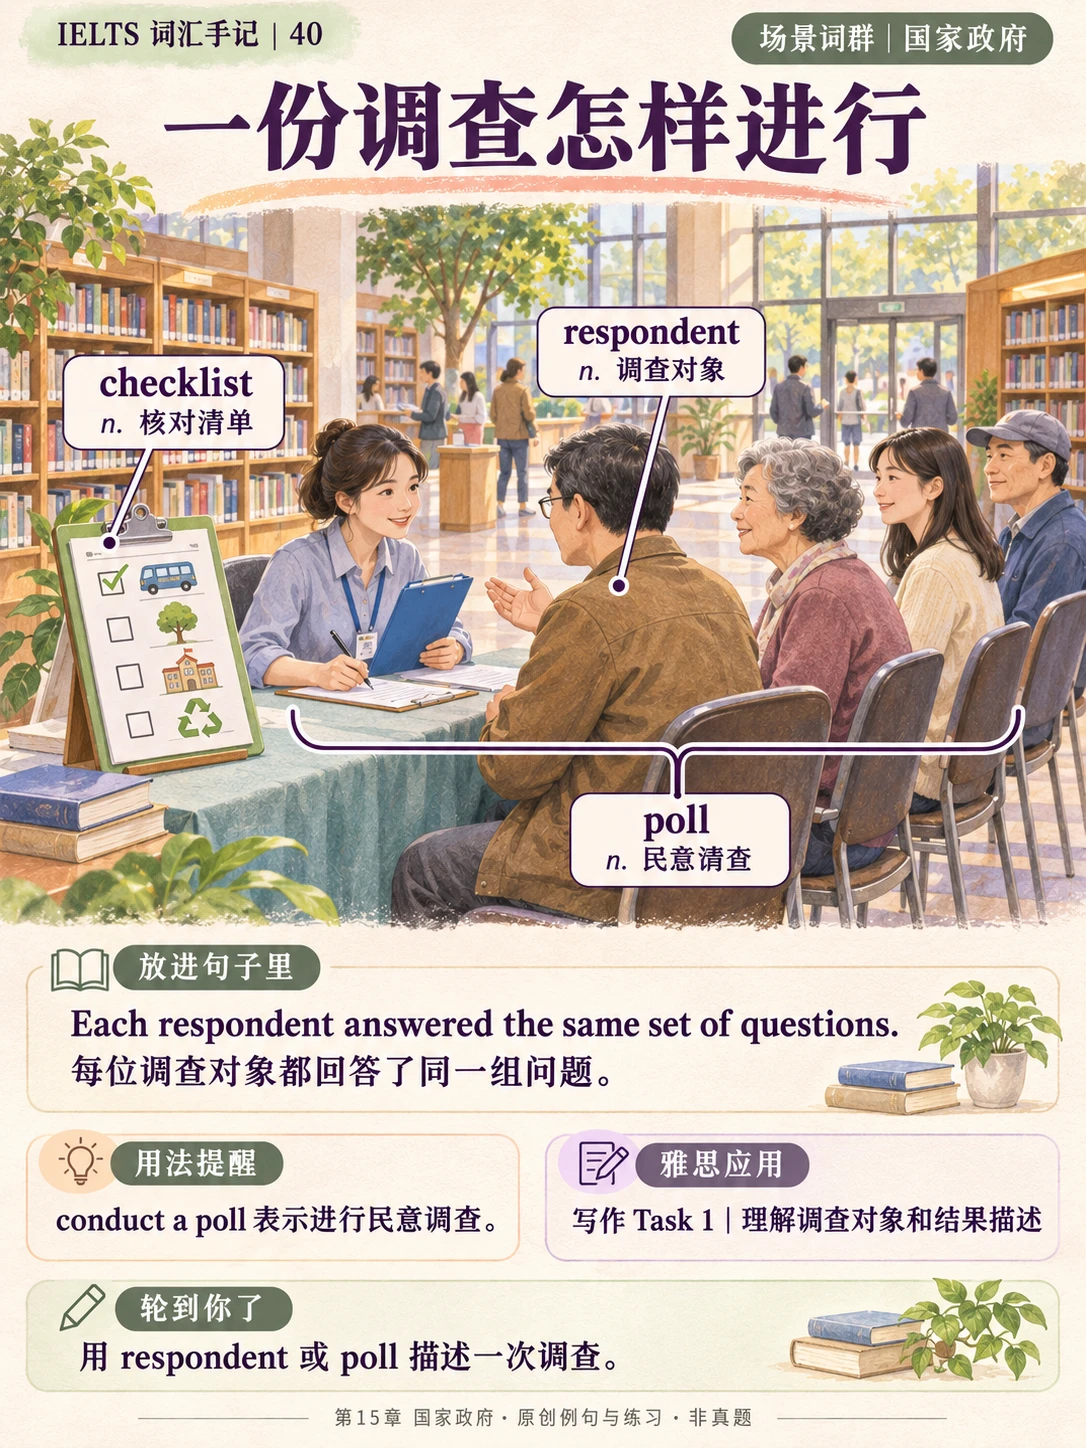 IELTS 词汇手记 | 40
场景词群 | 国家政府
一份调查怎样进行
respondent
n. 调查对象
checklist
n. 核对清单
poll
n. 民意清查
放进句子里
Each respondent answered the same set of questions.
每位调查对象都回答了同一组问题。
用法提醒
conduct a poll 表示进行民意调查。
雅思应用
写作 Task 1 | 理解调查对象和结果描述
轮到你了
用 respondent 或 poll 描述一次调查。
第15章 国家政府 · 原创例句与练习 · 非真题